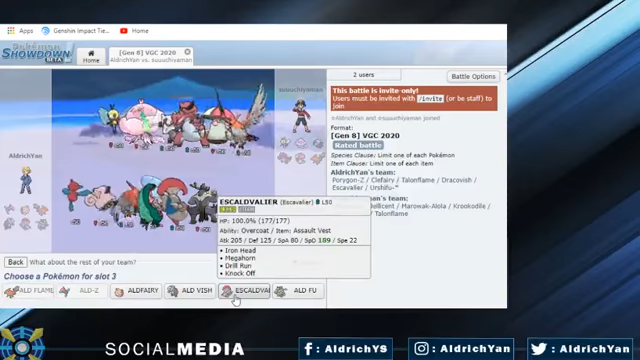 Apps Genshin Impact Tie... Home
Pokémon
SHOWDOWN
BETA
Home
[Gen 8] VGC 2020
AldrichYan vs. suuuchiyaman
suuuchiyaman
AldrichYan
2 users
Battle Options
This battle is invite-only!
Users must be invited with /invite (or be staff) to
join
AldrichYan and suuuchiyaman joined
Format:
[Gen 8] VGC 2020
Rated battle
Species Clause: Limit one of each Pokémon
Item Clause: Limit one of each item
AldrichYan's team:
Porygon-Z / Clefairy / Talonflame / Dracovish /
Escavalier / Urshifu-*
/ Marowak-Alola / Krookodile /
Talonflame
ESCALDVALIER (Escavalier) L50
HP: 100.0% (177/177)
Ability: Overcoat / Item: Assault Vest
Atk 205 / Def 125 / SpA 80 / SpD 189 / Spe 22
• Iron Head
• Megahorn
• Drill Run
• Knock Off
Back What about the rest of your team?
Choose a Pokémon for slot 3
ALD FLAME
ALD-Z
ALDFAIRY
ALD VISH
ESCALDVAL
ALD FU
SOCIALMEDIA
: AldrichYS
: AldrichYan
: AldrichYan